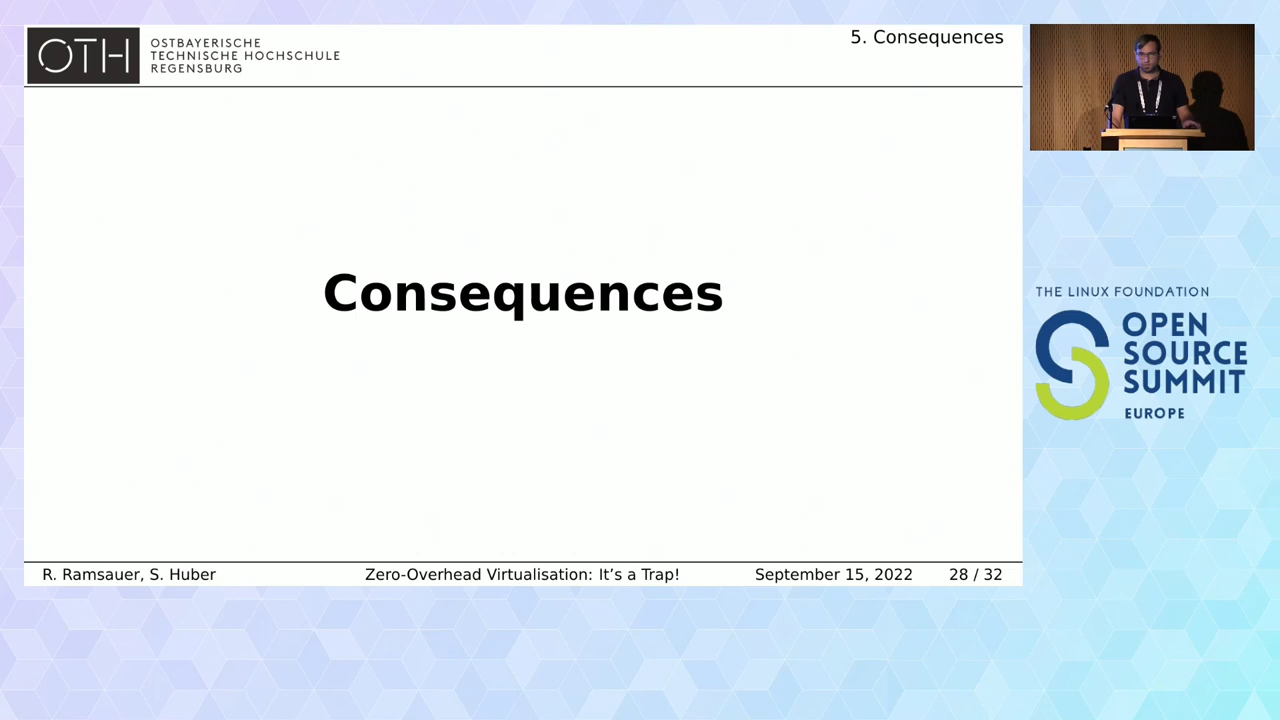 OTH
OSTBAYERISCHE
TECHNISCHE HOCHSCHULE
REGENSBURG
5. Consequences
Consequences
R. Ramsauer, S. Huber
Zero-Overhead Virtualisation: It's a Trap!
September 15, 2022
28 / 32
THE LINUX FOUNDATION
OPEN
SOURCE
SUMMIT
EUROPE